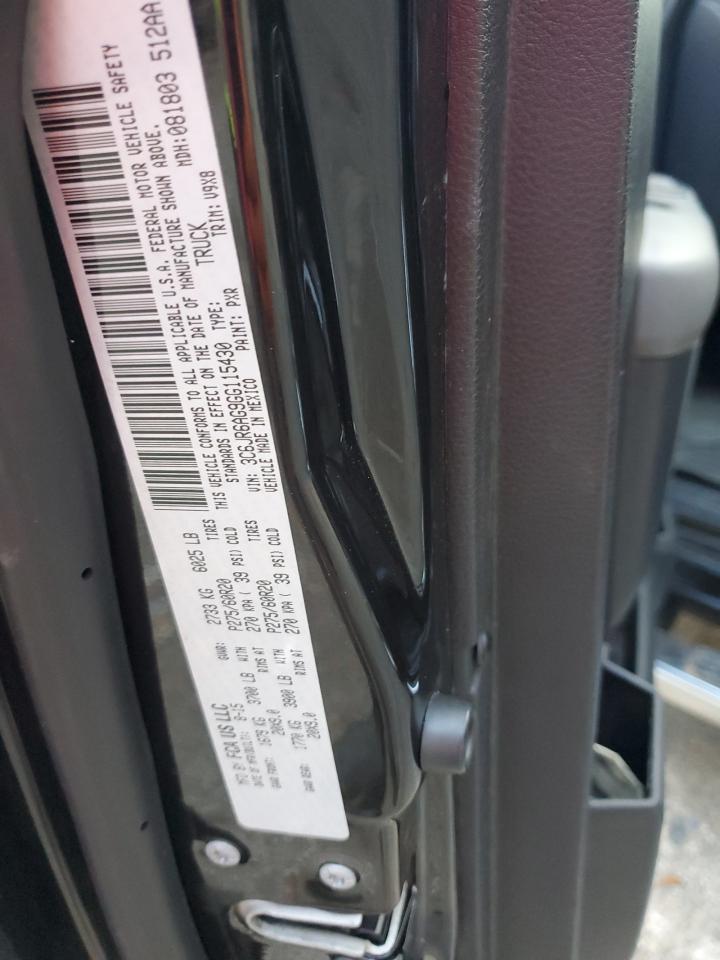 MFD BY: FCA US LLC
DATE OF MFR(BUILT): 8-15 GVWR: 2733 KG 6025 LB
GAWR FRONT: 1679 KG 3700 LB WITH P275/60R20 TIRES
20X9.0 RIMS AT 270 KPA ( 39 PSI) COLD
GAWR REAR: 1770 KG 3900 LB WITH P275/60R20 TIRES
20X9.0 RIMS AT 270 KPA ( 39 PSI) COLD
THIS VEHICLE CONFORMS TO ALL APPLICABLE U.S.A. FEDERAL MOTOR VEHICLE SAFETY
STANDARDS IN EFFECT ON THE DATE OF MANUFACTURE SHOWN ABOVE.
VIN: 3C6JR6AG9GG115430 TYPE: TRUCK MDH: 081803 512AA
VEHICLE MADE IN MEXICO PAINT: PXR TRIM: V9X8